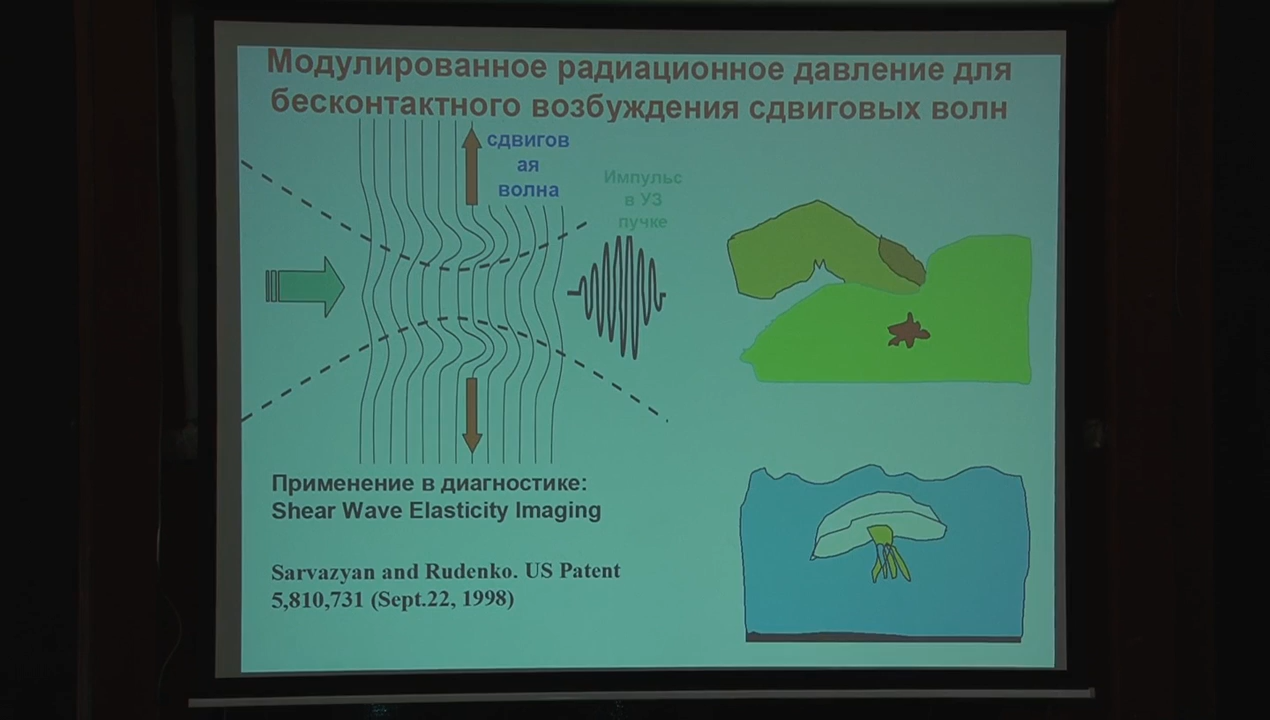 Модулированное радиационное давление для
бесконтактного возбуждения сдвиговых волн
сдвигов
ая
волна
Импульс
в УЗ
пучке
Применение в диагностике:
Shear Wave Elasticity Imaging
Sarvazyan and Rudenko. US Patent
5,810,731 (Sept.22, 1998)